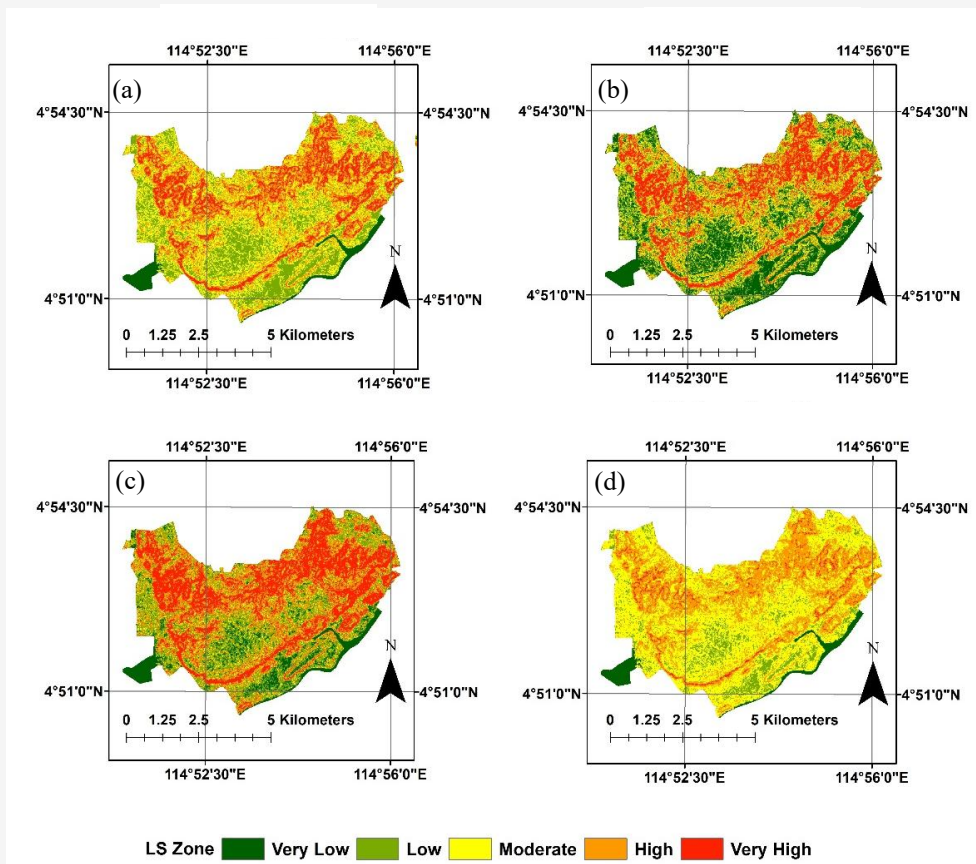 114°52'30"E 114°56'0"E 114°52'30"E 114°56'0"E
(a) (b)
4°54'30"N 4°54'30"N 4°54'30"N 4°54'30"N
N N
4°51'0"N 4°51'0"N 4°51'0"N 4°51'0"N
0 1.25 2.5 5 Kilometers 0 1.25 2.5 5 Kilometers
114°52'30"E 114°56'0"E 114°52'30"E 114°56'0"E
114°52'30"E 114°56'0"E 114°52'30"E 114°56'0"E
(c) (d)
4°54'30"N 4°54'30"N 4°54'30"N 4°54'30"N
N N
4°51'0"N 4°51'0"N 4°51'0"N 4°51'0"N
0 1.25 2.5 5 Kilometers 0 1.25 2.5 5 Kilometers
114°52'30"E 114°56'0"E 114°52'30"E 114°56'0"E
LS Zone Very Low Low Moderate High Very High